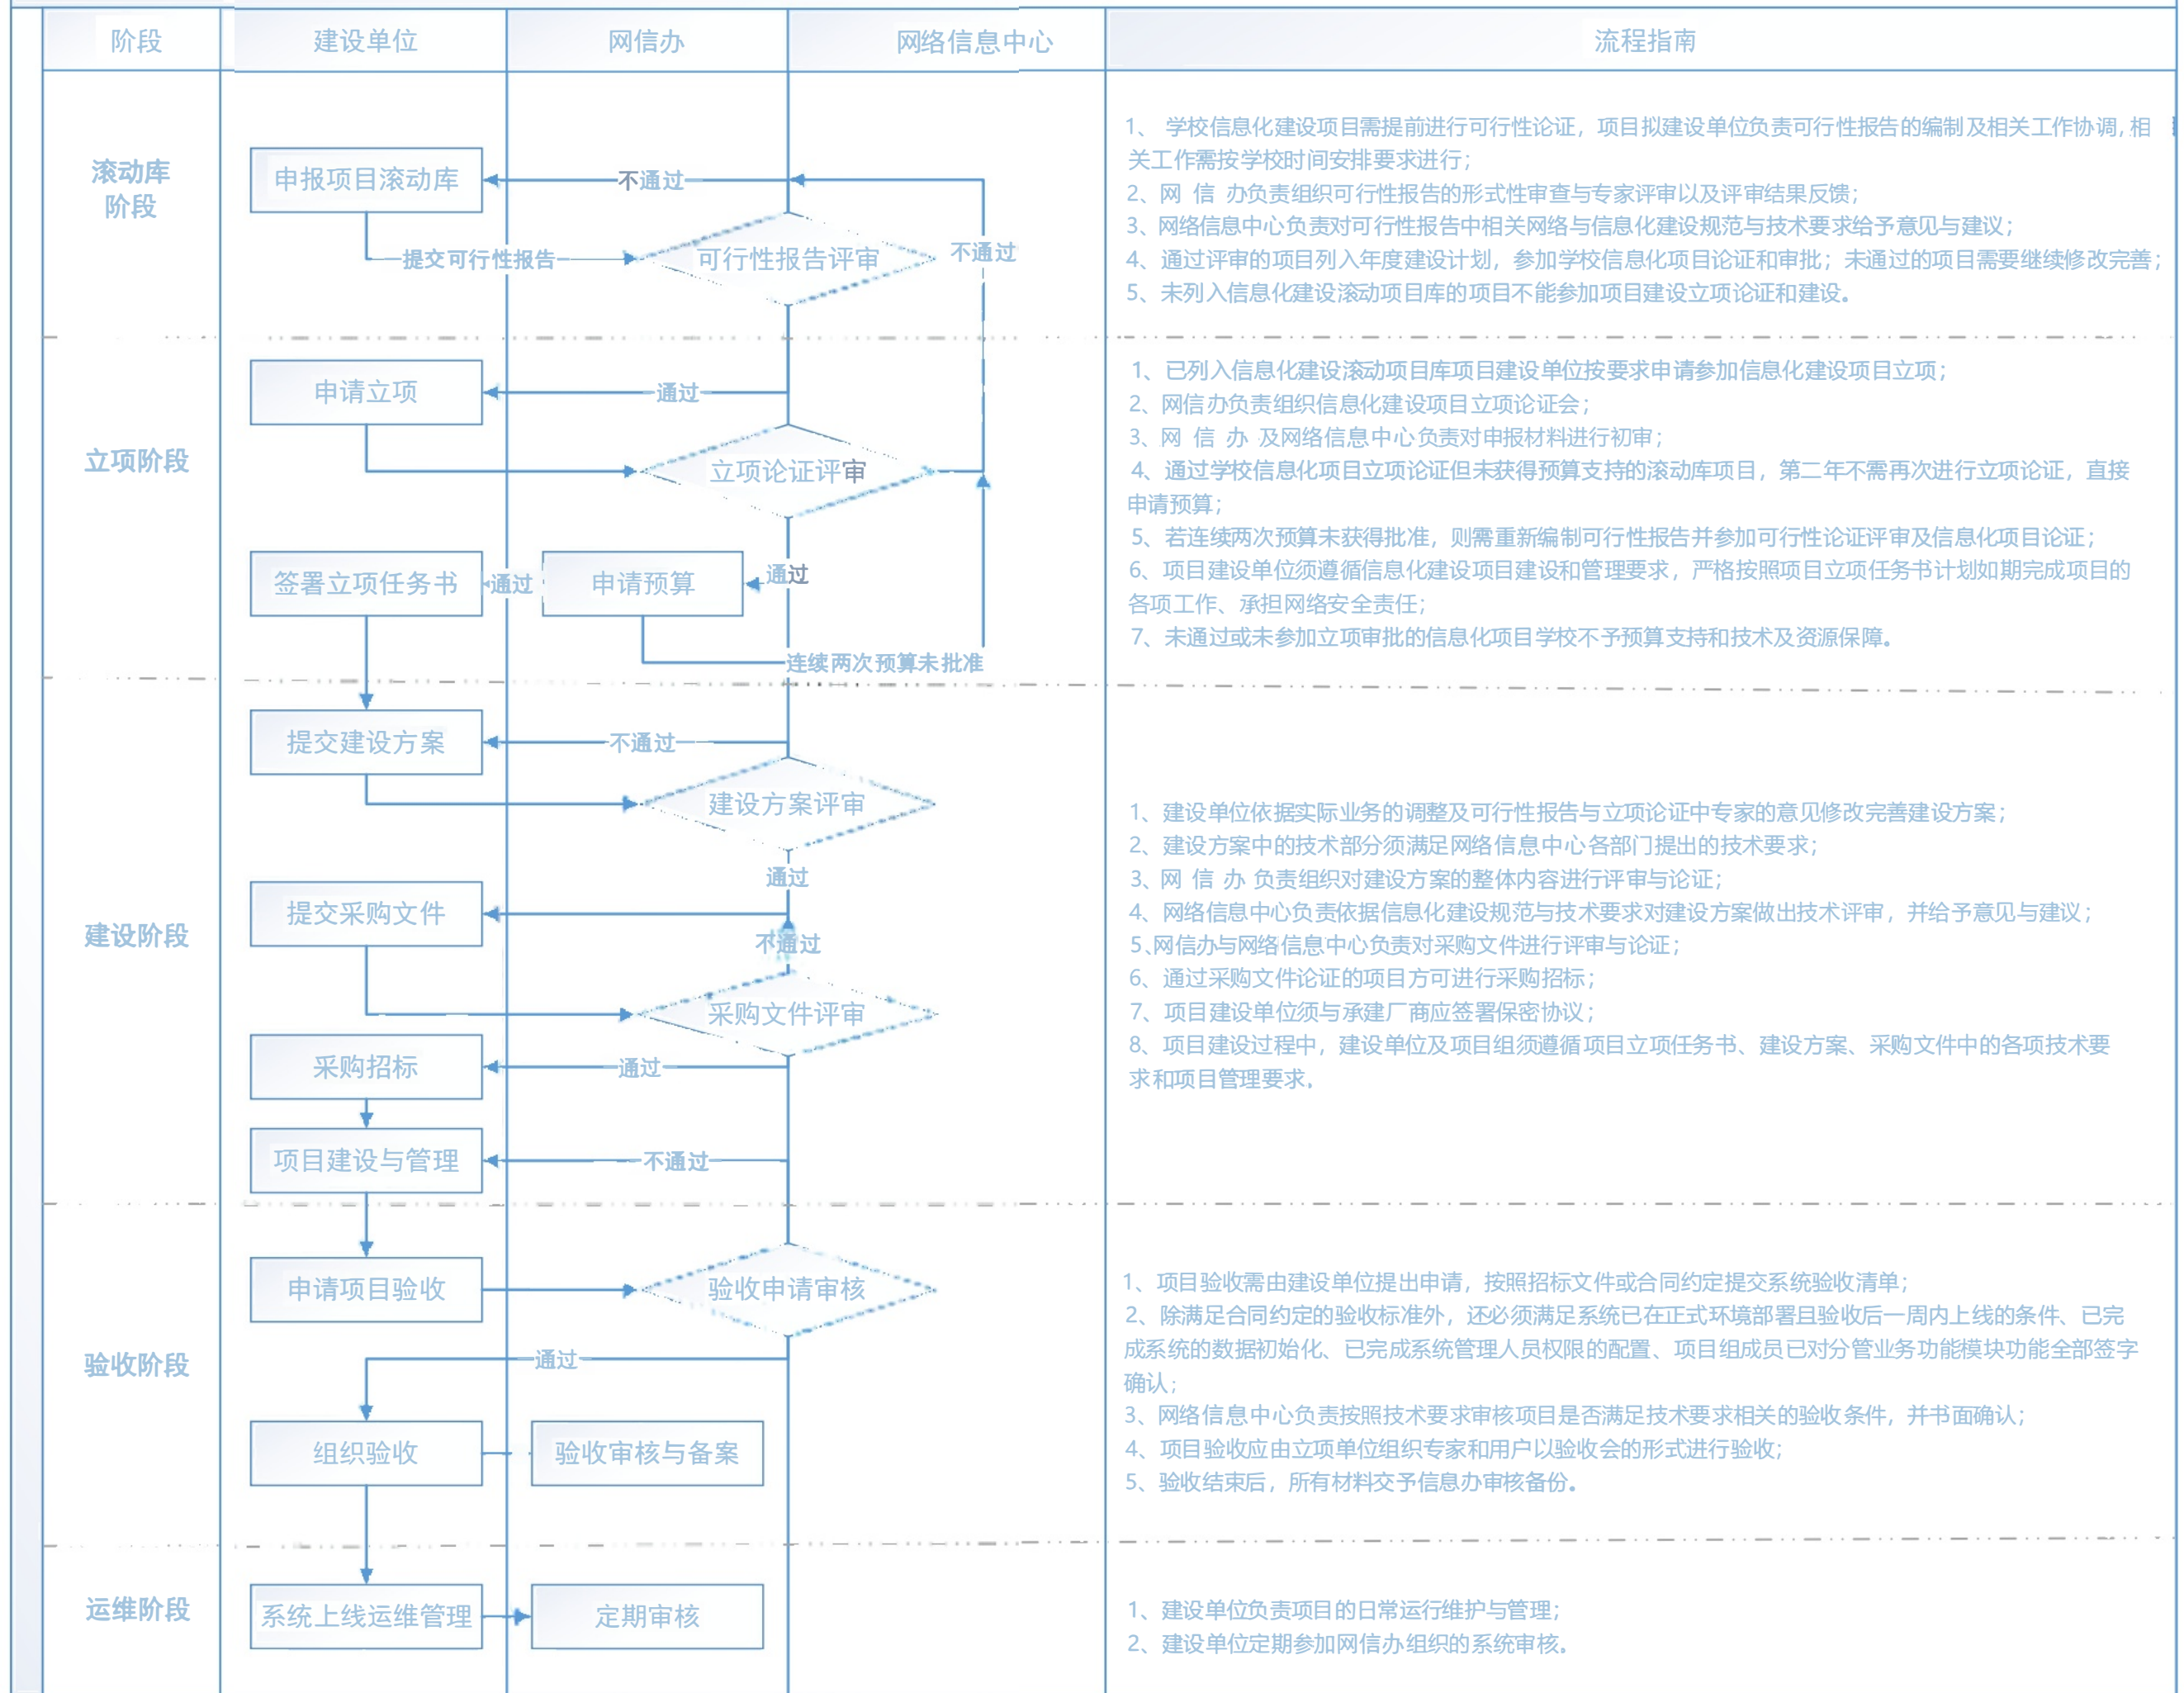 阶段
建设单位
网信办
网络信息中心
流程指南
滚动库
阶段
申报项目滚动库
不通过
提交可行性报告
可行性报告评审
不通过
1、 学校信息化建设项目需提前进行可行性论证，项目拟建设单位负责可行性报告的编制及相关工作协调，相
关工作需按学校时间安排要求进行；
2、网 信 办负责组织可行性报告的形式性审查与专家评审以及评审结果反馈；
3、网络信息中心负责对可行性报告中相关网络与信息化建设规范与技术要求给予意见与建议；
4、通过评审的项目列入年度建设计划，参加学校信息化项目论证和审批；未通过的项目需要继续修改完善；
5、未列入信息化建设滚动项目库的项目不能参加项目建设立项论证和建设。
立项阶段
申请立项
通过
立项论证评审
签署立项任务书
通过
申请预算
通过
连续两次预算未批准
1、已列入信息化建设滚动项目库项目建设单位按要求申请参加信息化建设项目立项；
2、网信办负责组织信息化建设项目立项论证会；
3、网 信 办 及网络信息中心负责对申报材料进行初审；
4、通过学校信息化项目立项论证但未获得预算支持的滚动库项目，第二年不需再次进行立项论证，直接
申请预算；
5、若连续两次预算未获得批准，则需重新编制可行性报告并参加可行性论证评审及信息化项目论证；
6、项目建设单位须遵循信息化建设项目建设和管理要求，严格按照项目立项任务书计划如期完成项目的
各项工作、承担网络安全责任；
7、未通过或未参加立项审批的信息化项目学校不予预算支持和技术及资源保障。
建设阶段
提交建设方案
不通过
建设方案评审
通过
提交采购文件
不通过
采购文件评审
采购招标
通过
项目建设与管理
不通过
1、建设单位依据实际业务的调整及可行性报告与立项论证中专家的意见修改完善建设方案；
2、建设方案中的技术部分须满足网络信息中心各部门提出的技术要求；
3、网 信 办 负责组织对建设方案的整体内容进行评审与论证；
4、网络信息中心负责依据信息化建设规范与技术要求对建设方案做出技术评审，并给予意见与建议；
5、网信办与网络信息中心负责对采购文件进行评审与论证；
6、通过采购文件论证的项目方可进行采购招标；
7、项目建设单位须与承建厂商应签署保密协议；
8、项目建设过程中，建设单位及项目组须遵循项目立项任务书、建设方案、采购文件中的各项技术要
求和项目管理要求。
验收阶段
申请项目验收
验收申请审核
通过
组织验收
验收审核与备案
1、项目验收需由建设单位提出申请，按照招标文件或合同约定提交系统验收清单；
2、除满足合同约定的验收标准外，还必须满足系统已在正式环境部署且验收后一周内上线的条件、已完
成系统的数据初始化、已完成系统管理人员权限的配置、项目组成员已对分管业务功能模块功能全部签字
确认；
3、网络信息中心负责按照技术要求审核项目是否满足技术要求相关的验收条件，并书面确认；
4、项目验收应由立项单位组织专家和用户以验收会的形式进行验收；
5、验收结束后，所有材料交予信息办审核备份。
运维阶段
系统上线运维管理
定期审核
1、建设单位负责项目的日常运行维护与管理；
2、建设单位定期参加网信办组织的系统审核。